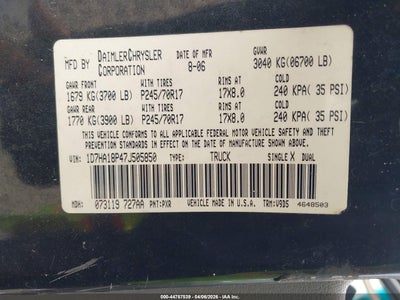 MFD BY DAIMLERCHRYSLER CORPORATION DATE OF MFR 8-06 GVWR 3040 KG(06700 LB)
GAWR FRONT WITH TIRES RIMS AT COLD
1679 KG(3700 LB) P245/70R17 17X8.0 240 KPA( 35 PSI)
GAWR REAR WITH TIRES RIMS AT COLD
1770 KG(3900 LB) P245/70R17 17X8.0 240 KPA( 35 PSI)
THIS VEHICLE CONFORMS TO ALL APPLICABLE FEDERAL MOTOR VEHICLE SAFETY, BUMPER, AND THEFT PREVENTION STANDARDS IN EFFECT ON THE DATE OF MANUFACTURE SHOWN ABOVE.
VIN: 1D7HA18P47J505850 TYPE: TRUCK SINGLE X DUAL
MDH: 073119 727AA PNT:PXR VEHICLE MADE IN U.S.A. TRM:V9D5 4648503
ID: 000-44787539 - 04/06/2026 - IAA, Inc.